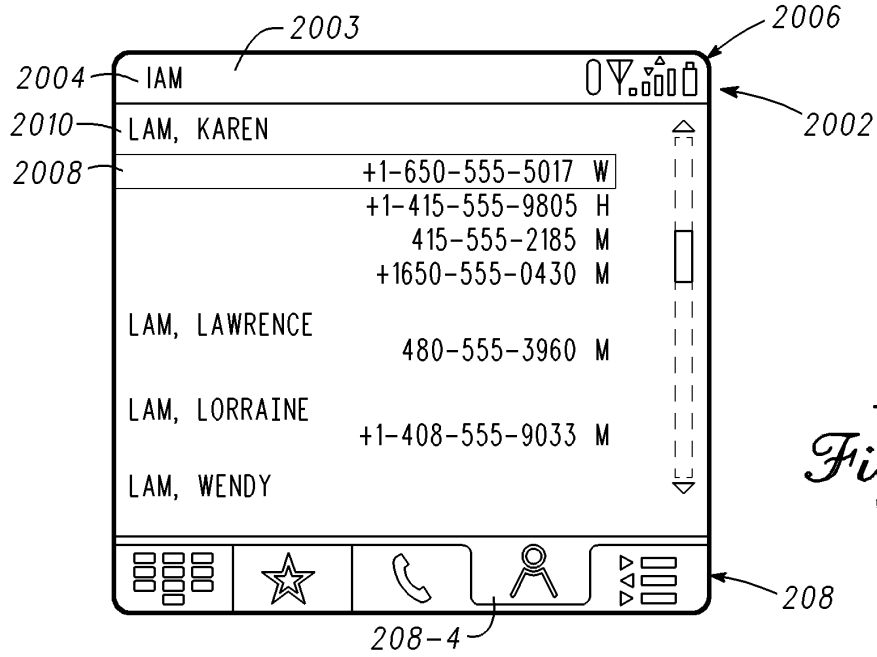 2003
2006
2004
IAM
2002
2010
LAM, KAREN
2008
+1-650-555-5017 W
+1-415-555-9805 H
415-555-2185 M
+1650-555-0430 M
LAM, LAWRENCE
480-555-3960 M
LAM, LORRAINE
+1-408-555-9033 M
LAM, WENDY
208
208-4